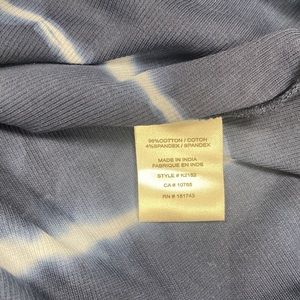 96%COTTON / COTON
4%SPANDEX / SPANDEX
MADE IN INDIA
FABRIQUE EN INDE
STYLE # K2152
CA # 10765
RN # 151743